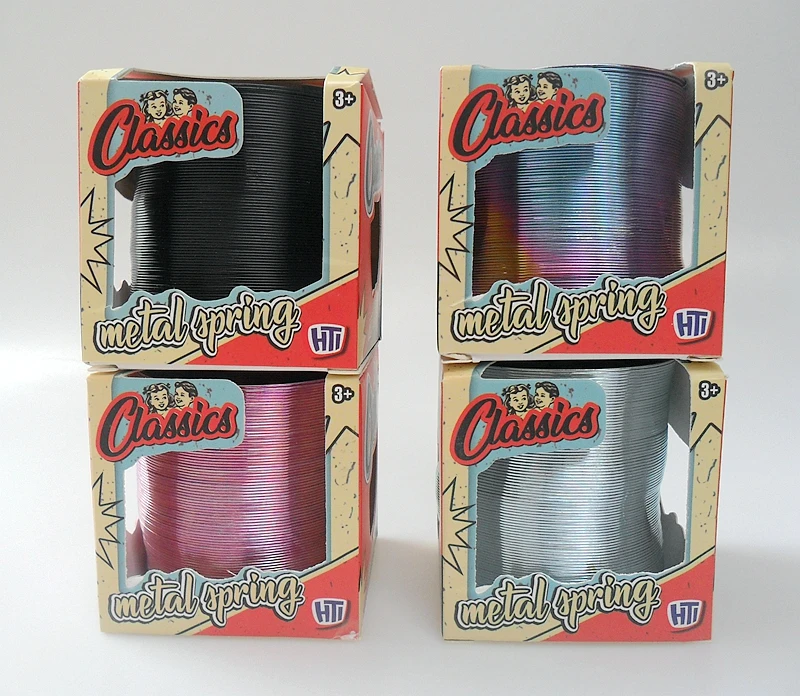 Classics
3+
metal spring
HTi
Classics
3+
metal spring
HTi
Classics
3+
metal spring
HTi
Classics
3+
metal spring
HTi